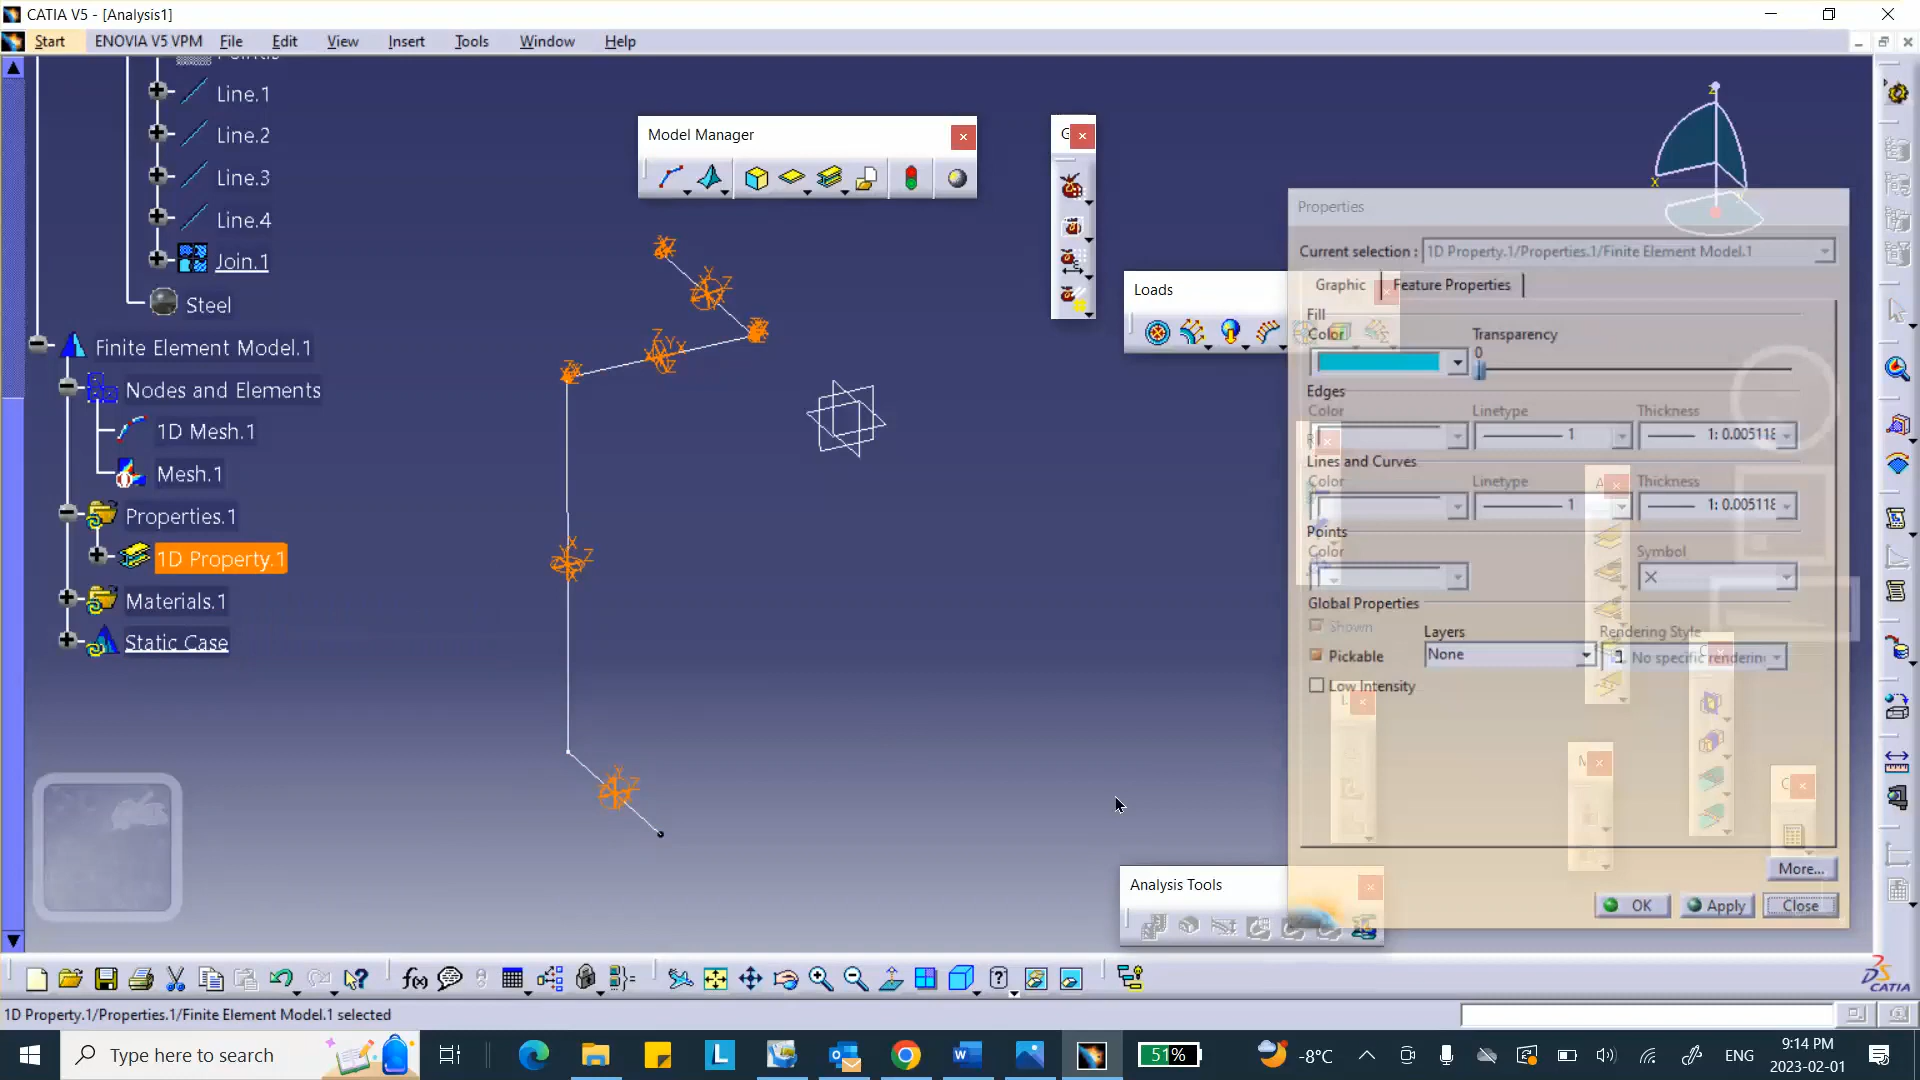 CATIA V5 - [Analysis1]
Start ENOVIA V5 VPM File Edit View Insert Tools Window Help
Line.1
Line.2
Line.3
Line.4
Join.1
Steel
Finite Element Model.1
Nodes and Elements
1D Mesh.1
Mesh.1
Properties.1
1D Property.1
Materials.1
Static Case
Model Manager
Loads
Analysis Tools
Properties
Current selection : 1D Property.1/Properties.1/Finite Element Model.1
Graphic Feature Properties
Fill
Color Transparency
0
Edges
Color Linetype Thickness
1 1: 0.005118
Lines and Curves
Color Linetype Thickness
1 1: 0.005118
Points
Color Symbol
Global Properties
Shown
Layers Rendering Style
Pickable None No specific renderin
Low Intensity
More...
OK Apply Close
CATIA
1D Property.1/Properties.1/Finite Element Model.1 selected
Type here to search
51%
-8°C
ENG
9:14 PM
2023-02-01